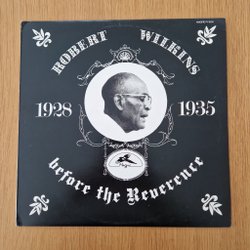 ROBERT WILKINS
1928 1935
before the Reverence